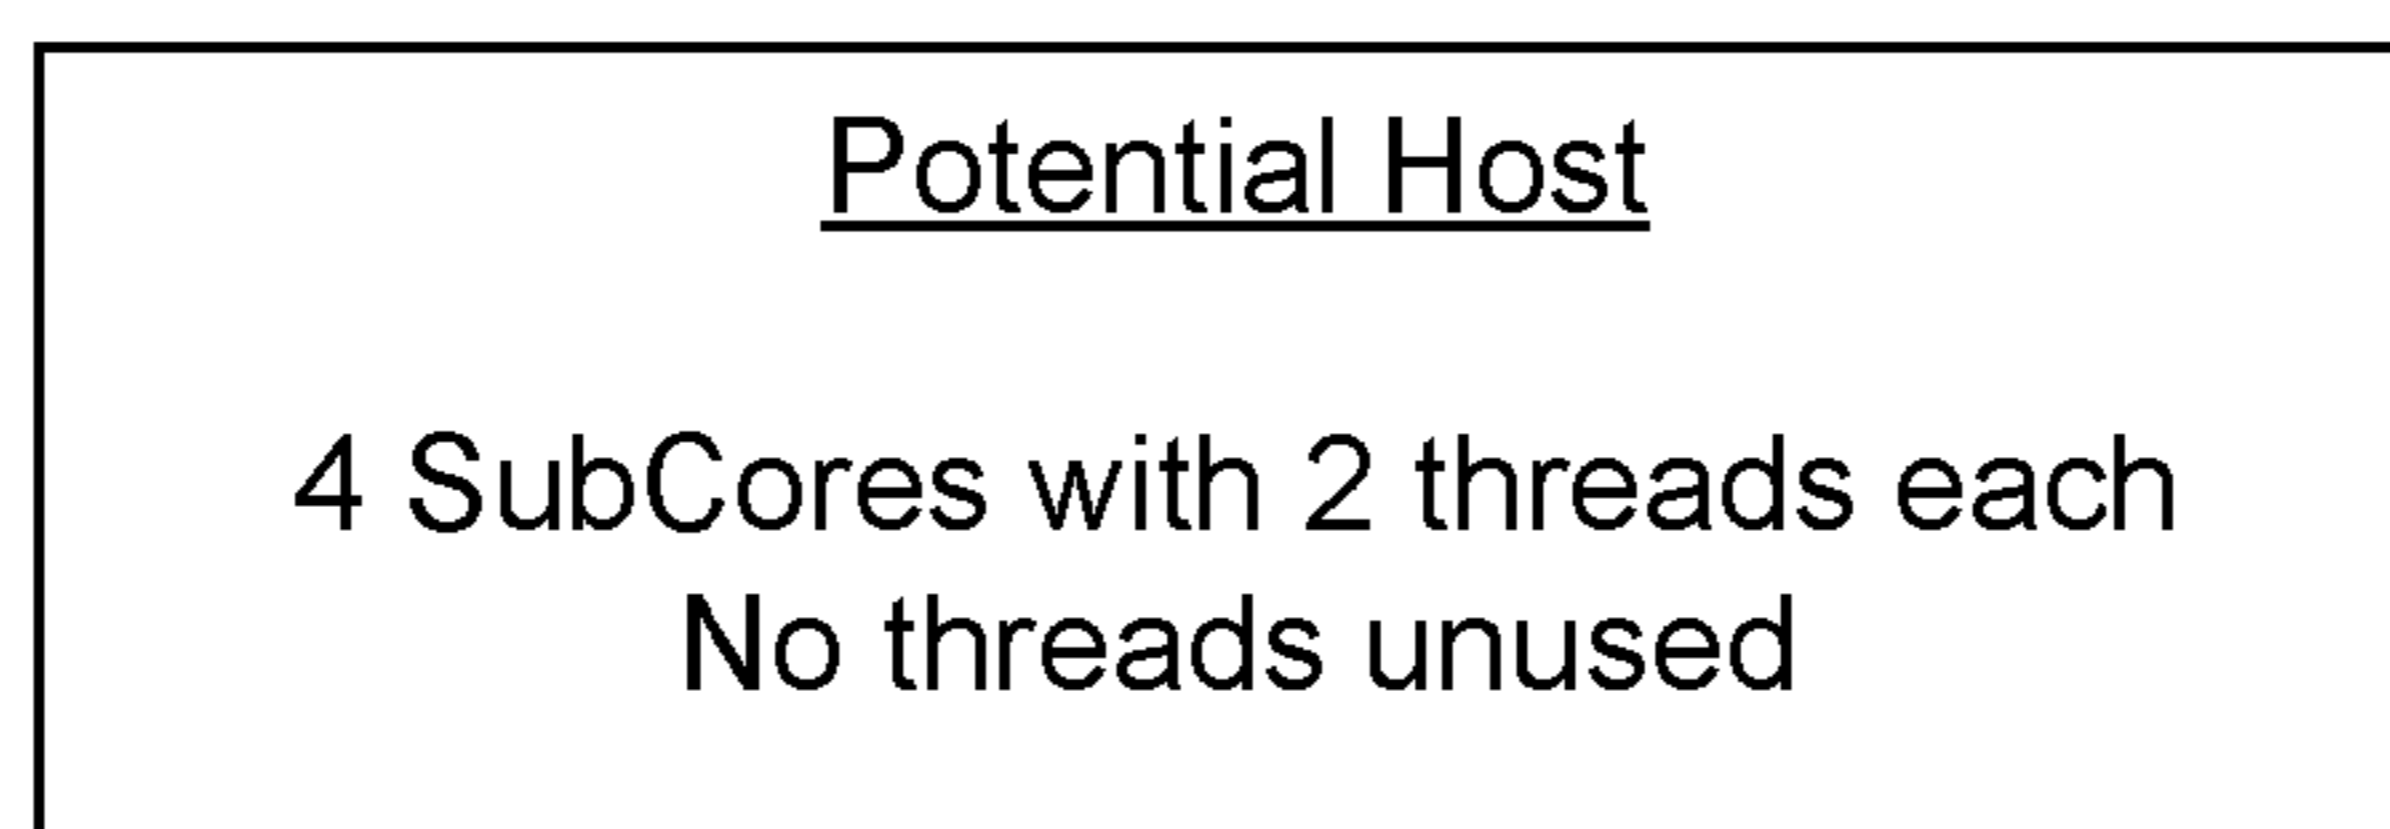 Potential Host
4 SubCores with 2 threads each
No threads unused